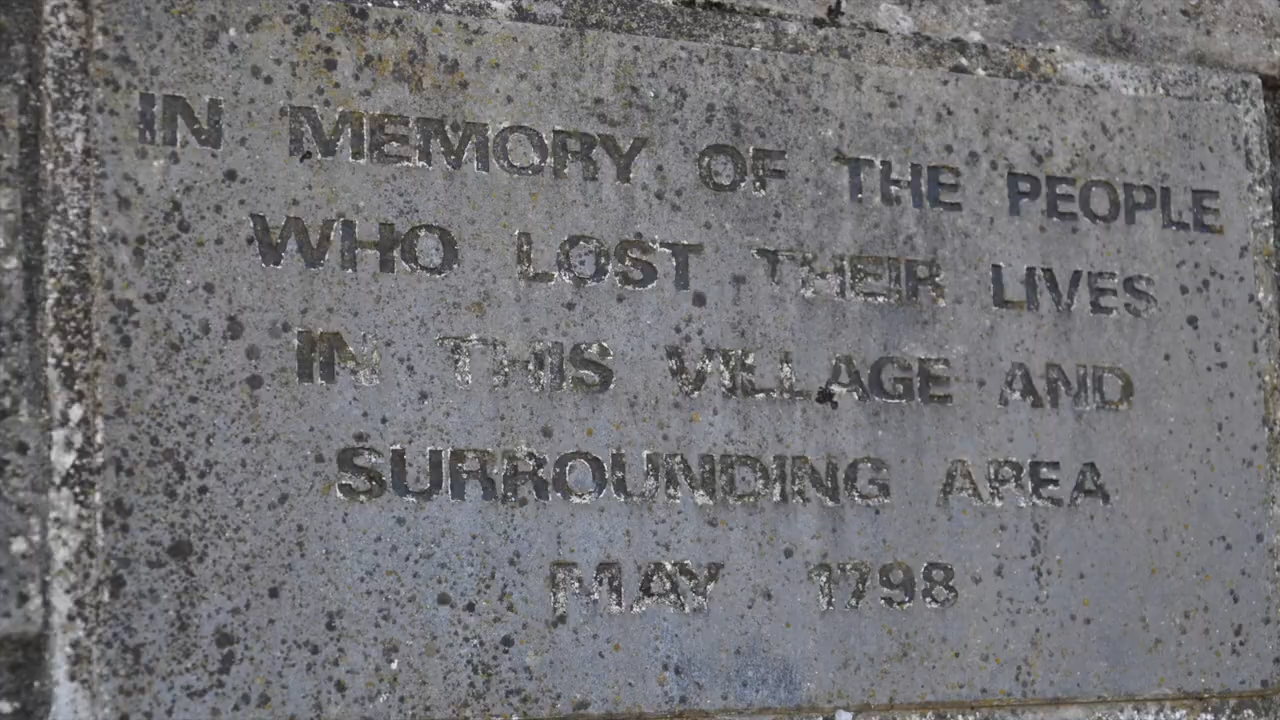 IN MEMORY OF THE PEOPLE
WHO LOST THEIR LIVES
IN THIS VILLAGE AND
SURROUNDING AREA
MAY 1798